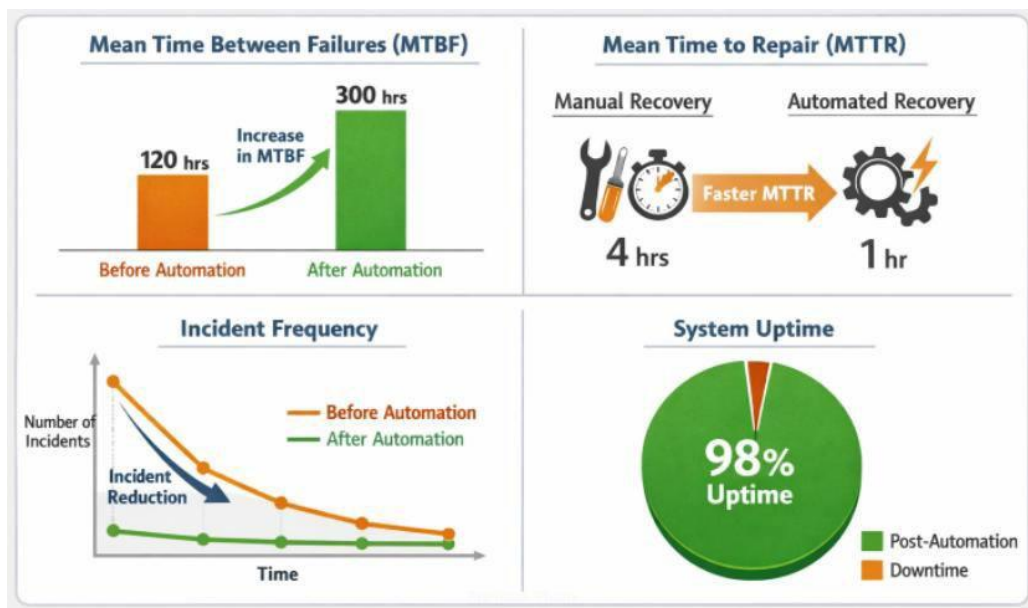 Mean Time Between Failures (MTBF)
300 hrs
Increase
in MTBF
120 hrs
Before Automation
After Automation
Mean Time to Repair (MTTR)
Manual Recovery
Automated Recovery
Faster MTTR
4 hrs
1 hr
Incident Frequency
Number of
Incidents
Before Automation
After Automation
Incident
Reduction
Time
System Uptime
98%
Uptime
Post-Automation
Downtime